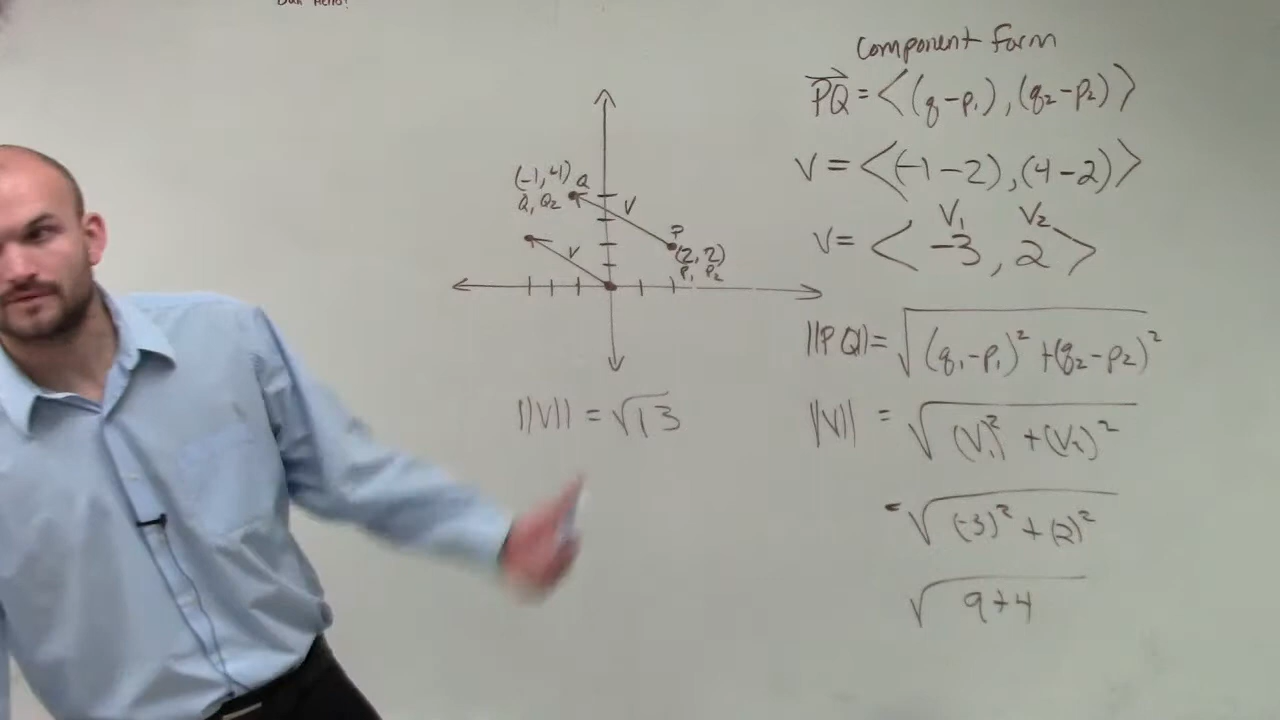 Component Form
PQ = <(q-p₁), (q₂-p₂)>
V = <(-1-2), (4-2)>
V₁ V₂
V = <-3, 2>
||PQ|| = √(q₁-p₁)² + (q₂-p₂)²
||V|| = √(V₁)² + (V₂)²
= √(-3)² + (2)²
√9+4
(-1, 4) Q
Q, Q₂
V
P
(2, 2)
P₁ P₂
V
||V|| = √13